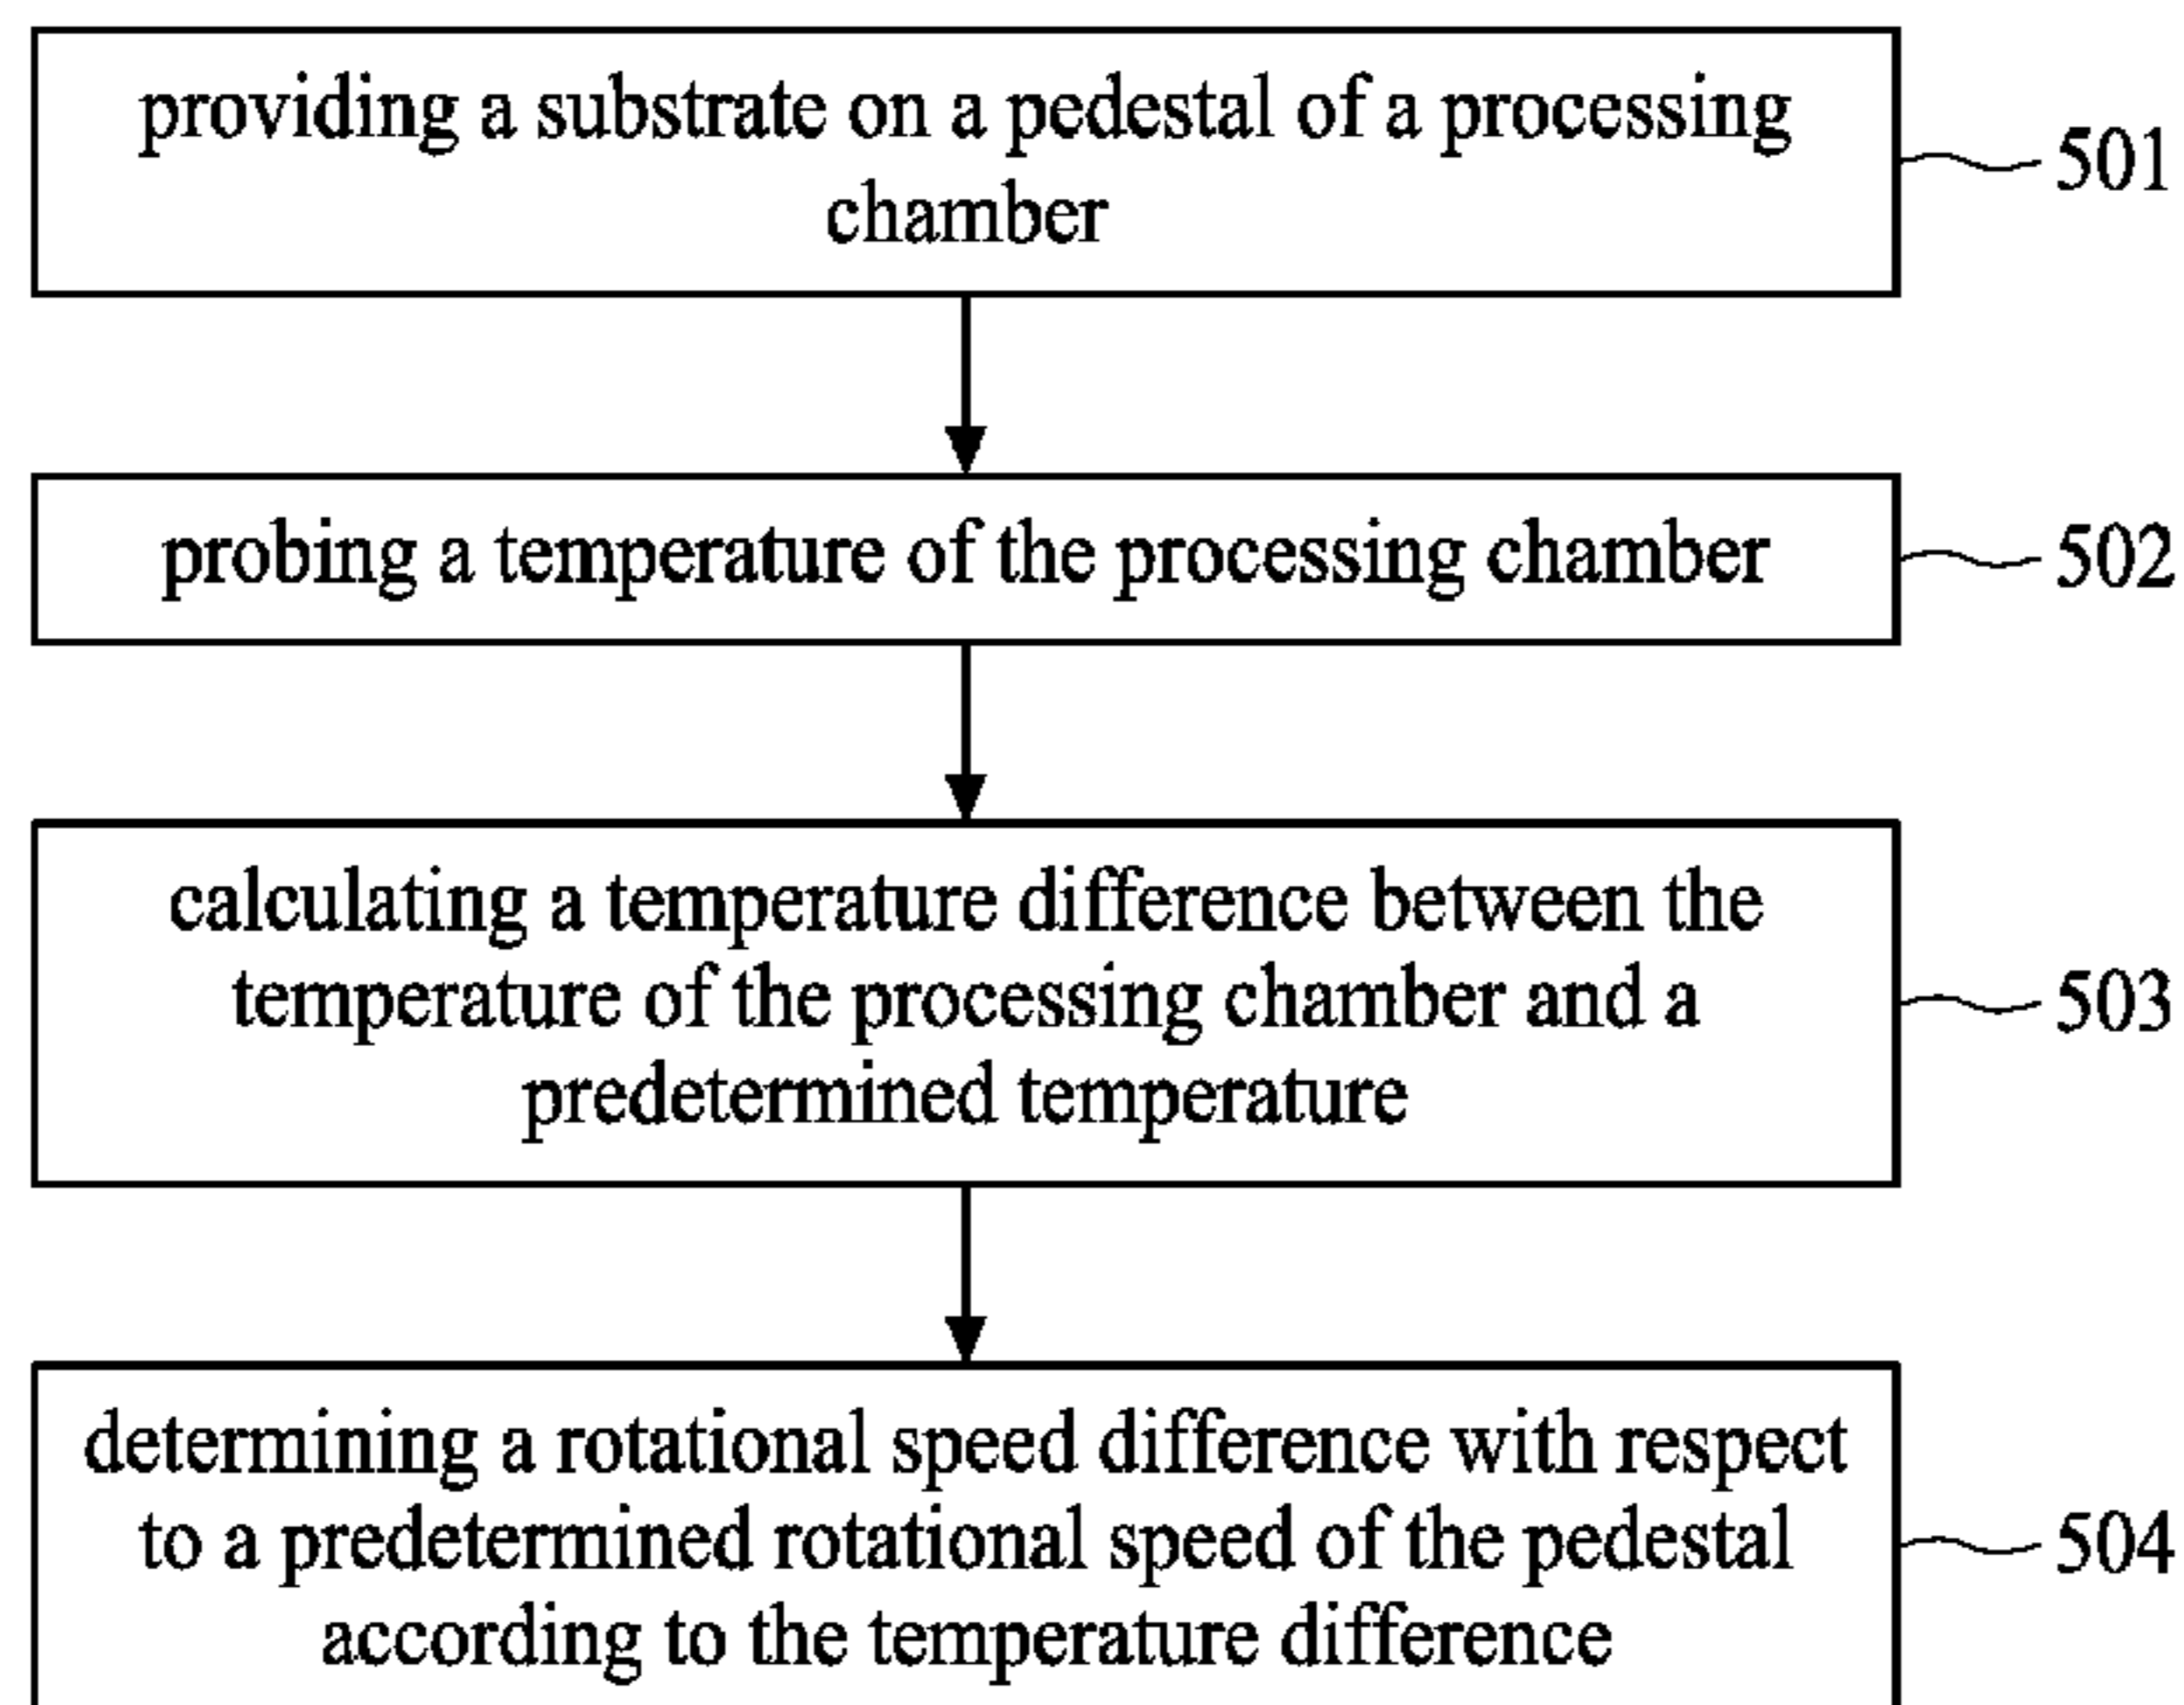 providing a substrate on a pedestal of a processing
chamber
501
probing a temperature of the processing chamber
502
calculating a temperature difference between the
temperature of the processing chamber and a
predetermined temperature
503
determining a rotational speed difference with respect
to a predetermined rotational speed of the pedestal
according to the temperature difference
504